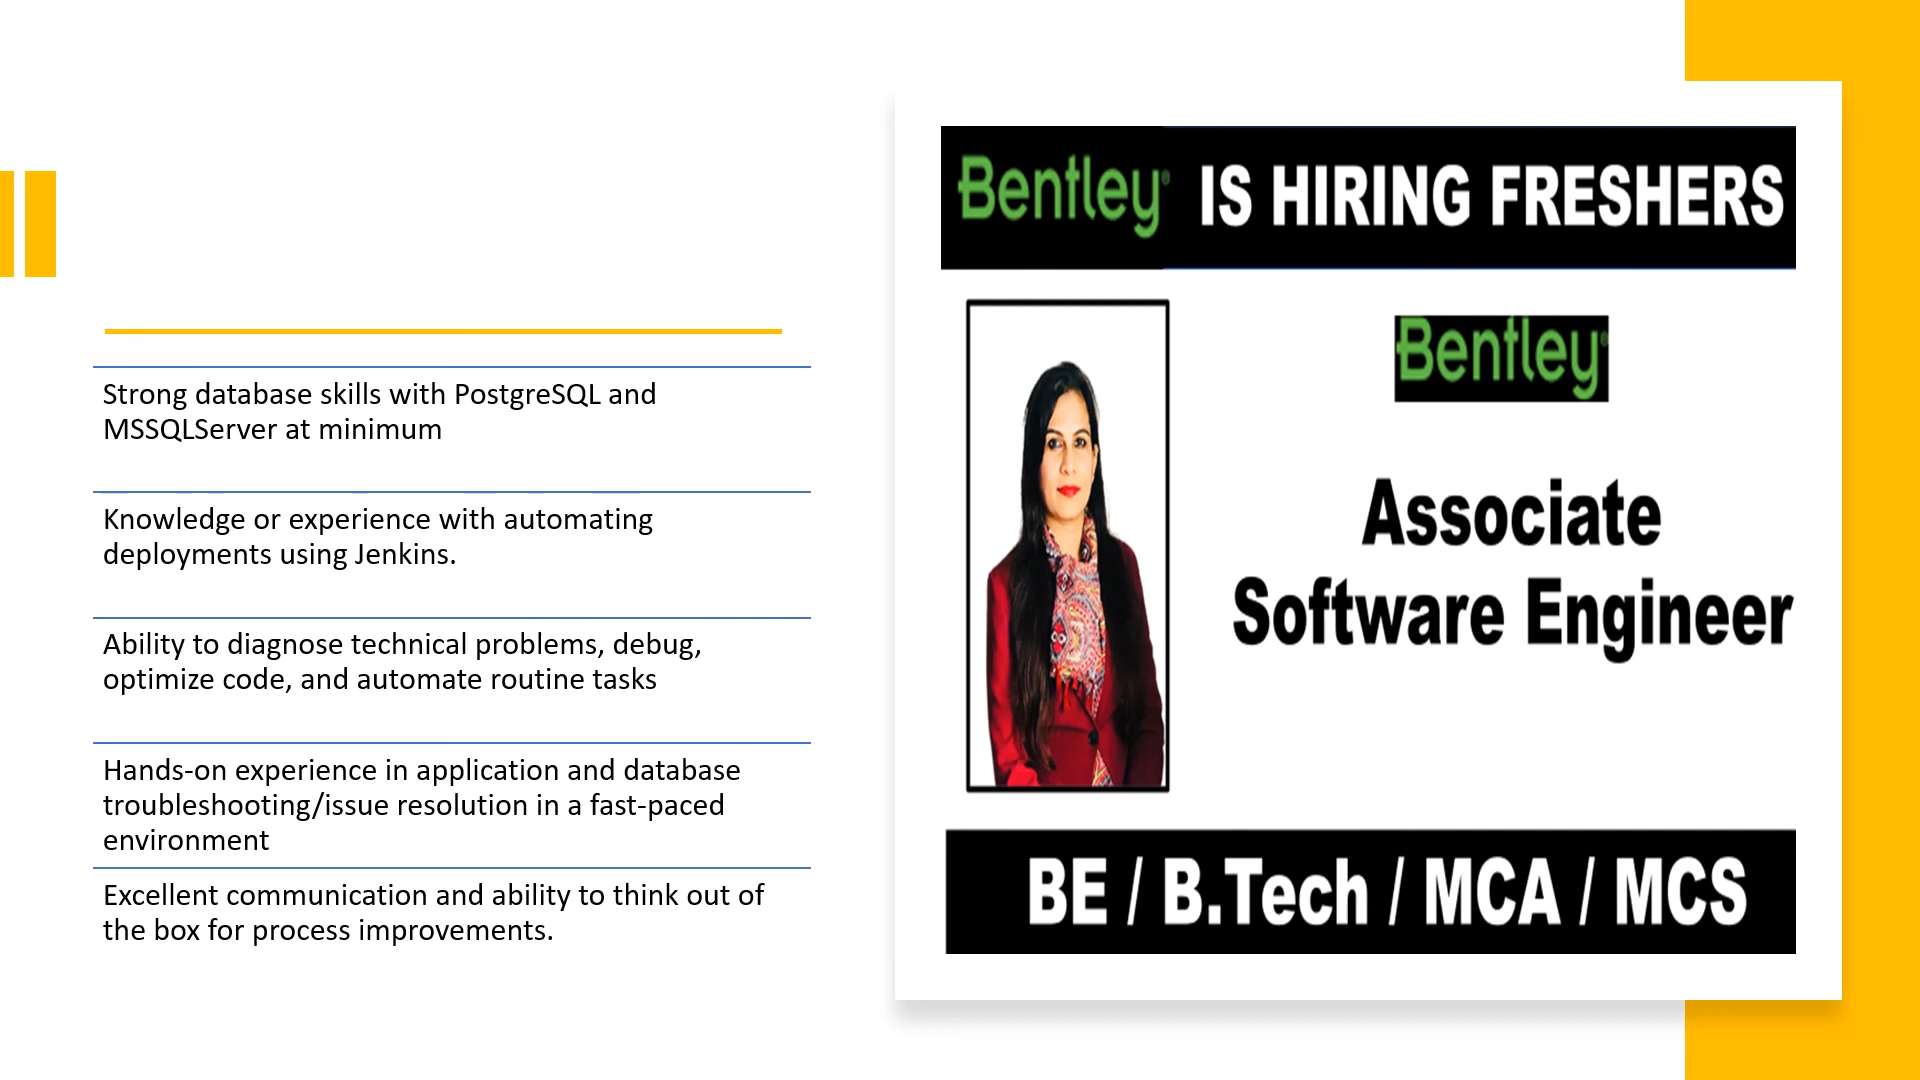 Strong database skills with PostgreSQL and
MSSQLServer at minimum
Knowledge or experience with automating
deployments using Jenkins.
Ability to diagnose technical problems, debug,
optimize code, and automate routine tasks
Hands-on experience in application and database
troubleshooting/issue resolution in a fast-paced
environment
Excellent communication and ability to think out of
the box for process improvements.
Bentley® IS HIRING FRESHERS
Bentley®
Associate
Software Engineer
BE / B.Tech / MCA / MCS